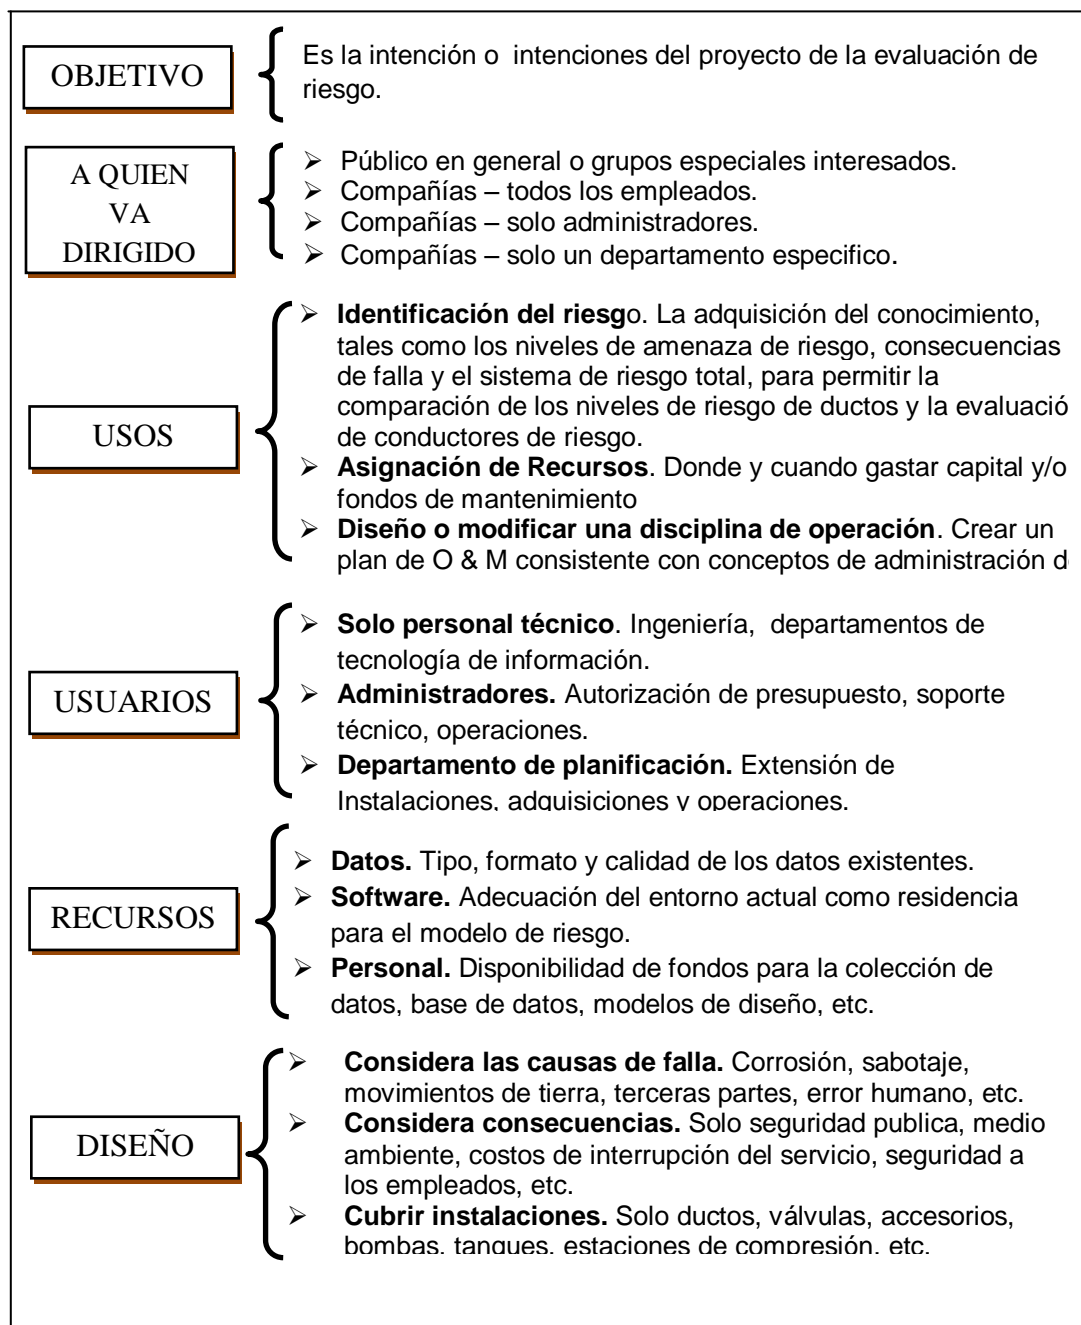 OBJETIVO
Es la intención o intenciones del proyecto de la evaluación de
riesgo.
A QUIEN
VA
DIRIGIDO
➢ Público en general o grupos especiales interesados.
➢ Compañías – todos los empleados.
➢ Compañías – solo administradores.
➢ Compañías – solo un departamento especifico.
USOS
➢ Identificación del riesgo. La adquisición del conocimiento,
tales como los niveles de amenaza de riesgo, consecuencias
de falla y el sistema de riesgo total, para permitir la
comparación de los niveles de riesgo de ductos y la evaluació
de conductores de riesgo.
➢ Asignación de Recursos. Donde y cuando gastar capital y/o
fondos de mantenimiento
➢ Diseño o modificar una disciplina de operación. Crear un
plan de O & M consistente con conceptos de administración d
USUARIOS
➢ Solo personal técnico. Ingeniería, departamentos de
tecnología de información.
➢ Administradores. Autorización de presupuesto, soporte
técnico, operaciones.
➢ Departamento de planificación. Extensión de
Instalaciones, adquisiciones y operaciones.
RECURSOS
➢ Datos. Tipo, formato y calidad de los datos existentes.
➢ Software. Adecuación del entorno actual como residencia
para el modelo de riesgo.
➢ Personal. Disponibilidad de fondos para la colección de
datos, base de datos, modelos de diseño, etc.
DISEÑO
➢ Considera las causas de falla. Corrosión, sabotaje,
movimientos de tierra, terceras partes, error humano, etc.
➢ Considera consecuencias. Solo seguridad publica, medio
ambiente, costos de interrupción del servicio, seguridad a
los empleados, etc.
➢ Cubrir instalaciones. Solo ductos, válvulas, accesorios,
bombas, tanques, estaciones de compresión, etc.